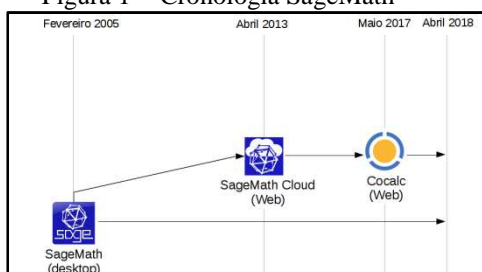 Figura 1 – Cronologia SageMath
Fevereiro 2005
Abril 2013
Maio 2017
Abril 2018
SageMath Cloud
(Web)
Cocalc
(Web)
sage
SageMath
(desktop)